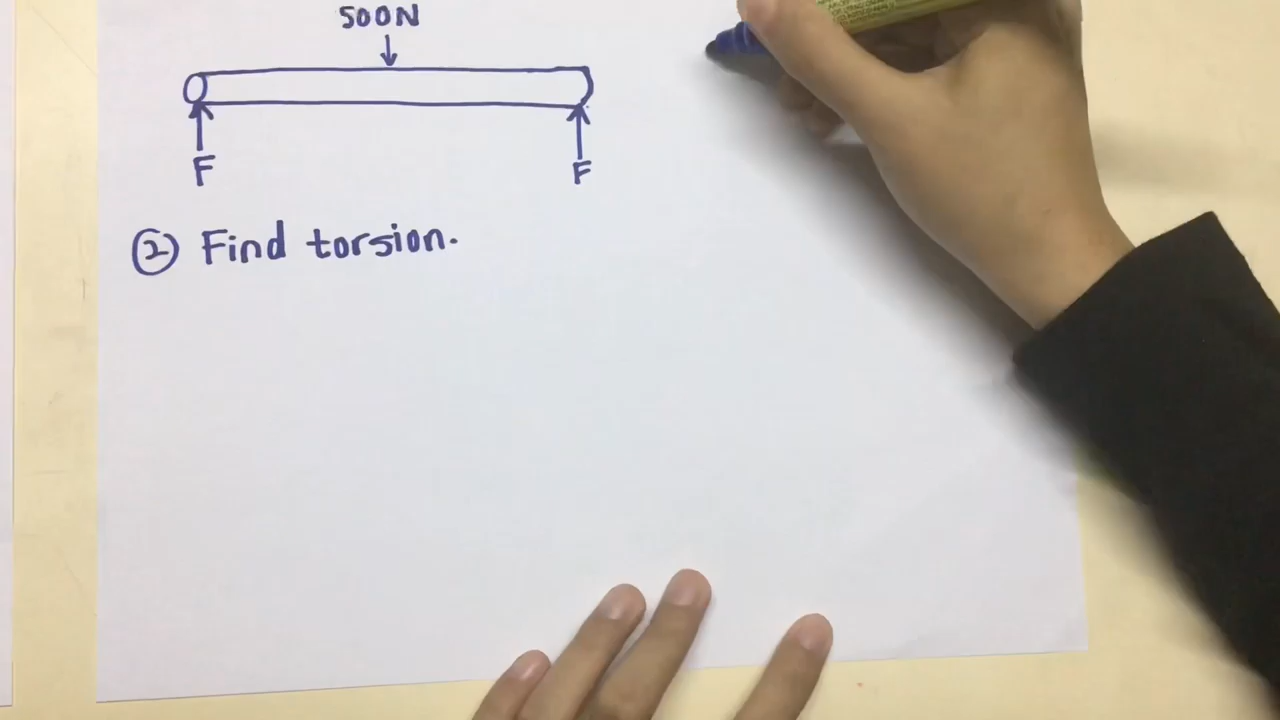 500N
F F
② Find torsion.